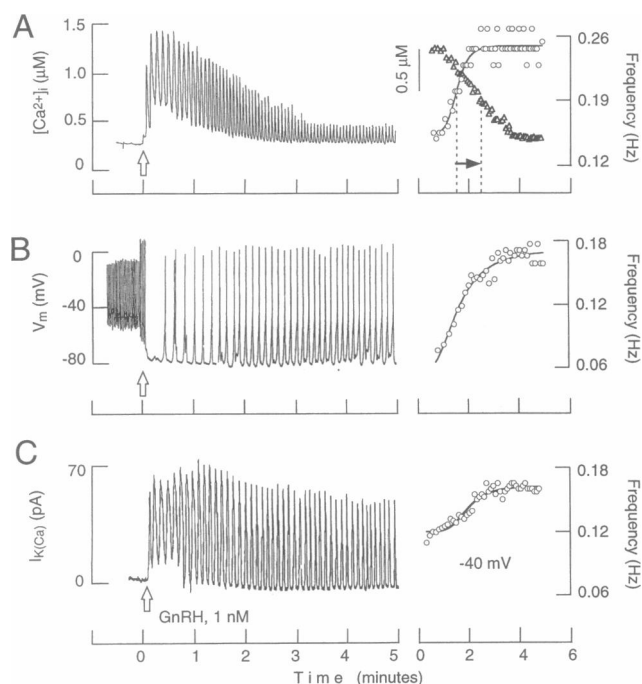 A
[Ca2+]i (μM)
1.5
1.0
0.5
0
0.5 μM
0.26
0.19
0.12
Frequency (Hz)
B
Vm (mV)
0
-40
-80
0.18
0.12
0.06
Frequency (Hz)
C
IK(Ca) (pA)
70
0
GnRH, 1 nM
-40 mV
0.18
0.12
0.06
Frequency (Hz)
0 1 2 3 4 5 0 2 4 6
Time (minutes)